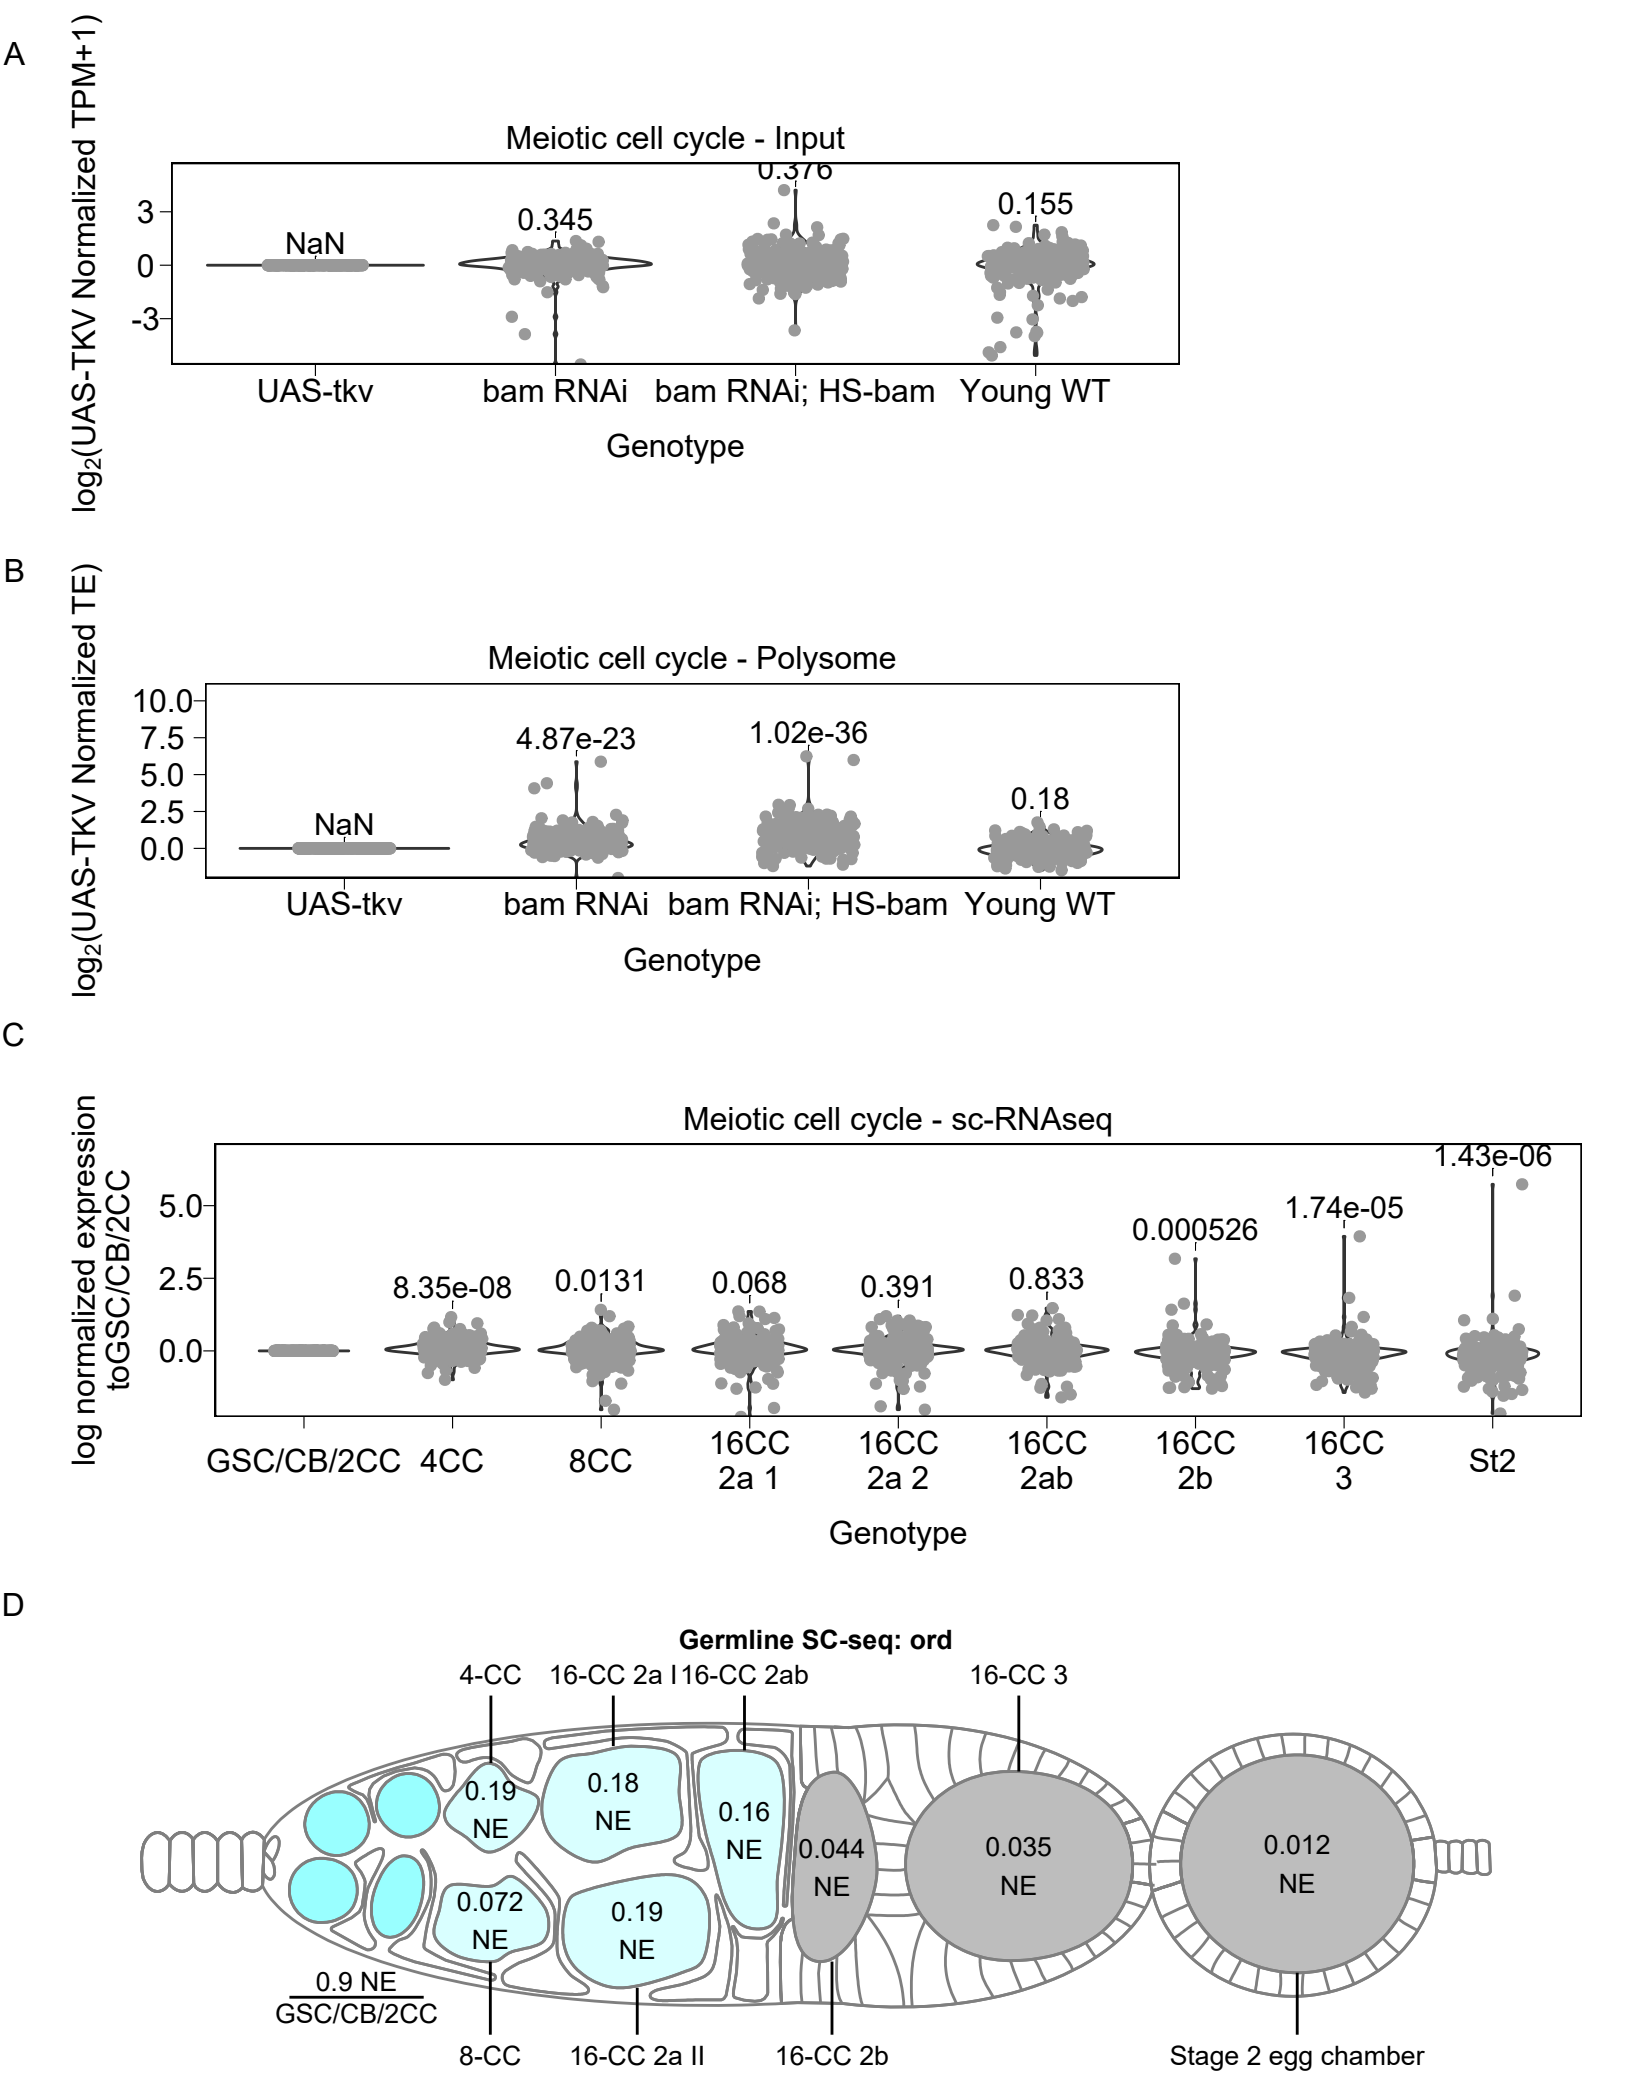 A
log2(UAS-TKV Normalized TPM+1)
Meiotic cell cycle - Input
3
0
-3
NaN
0.345
0.376
0.155
UAS-tkv
bam RNAi
bam RNAi; HS-bam
Young WT
Genotype
B
log2(UAS-TKV Normalized TE)
Meiotic cell cycle - Polysome
10.0
7.5
5.0
2.5
0.0
NaN
4.87e-23
1.02e-36
0.18
UAS-tkv
bam RNAi
bam RNAi; HS-bam
Young WT
Genotype
C
log normalized expression
toGSC/CB/2CC
Meiotic cell cycle - sc-RNAseq
5.0
2.5
0.0
8.35e-08
0.0131
0.068
0.391
0.833
0.000526
1.74e-05
1.43e-06
GSC/CB/2CC
4CC
8CC
16CC
2a 1
16CC
2a 2
16CC
2ab
16CC
2b
16CC
3
St2
Genotype
D
Germline SC-seq: ord
4-CC
16-CC 2a I
16-CC 2ab
16-CC 3
0.19
NE
0.18
NE
0.16
NE
0.044
NE
0.035
NE
0.012
NE
0.072
NE
0.19
NE
0.9 NE
GSC/CB/2CC
8-CC
16-CC 2a II
16-CC 2b
Stage 2 egg chamber